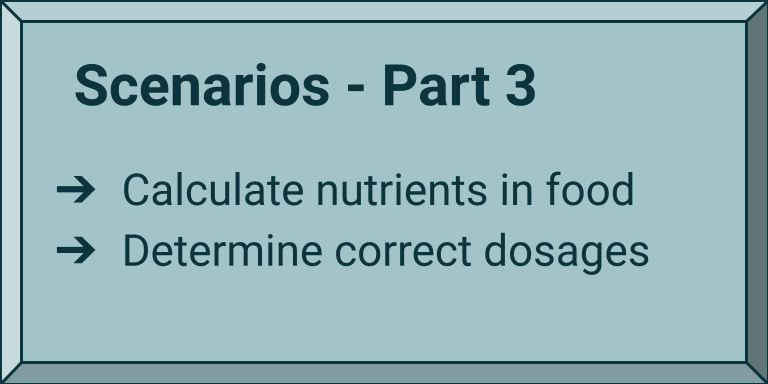 Scenarios - Part 3
➔ Calculate nutrients in food
➔ Determine correct dosages